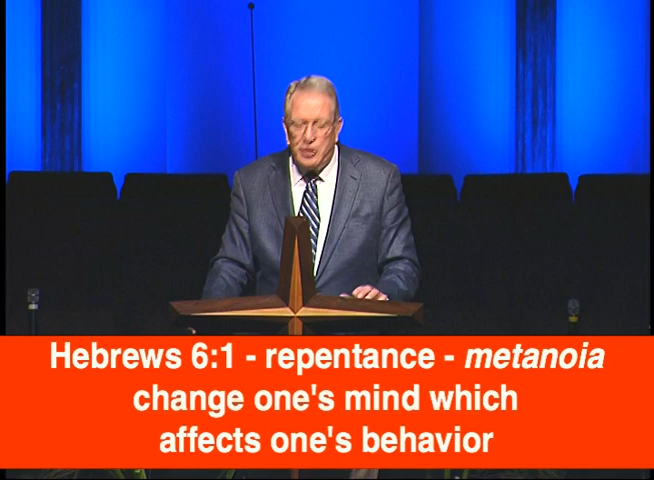 Hebrews 6:1 - repentance - metanoia
change one's mind which
affects one's behavior